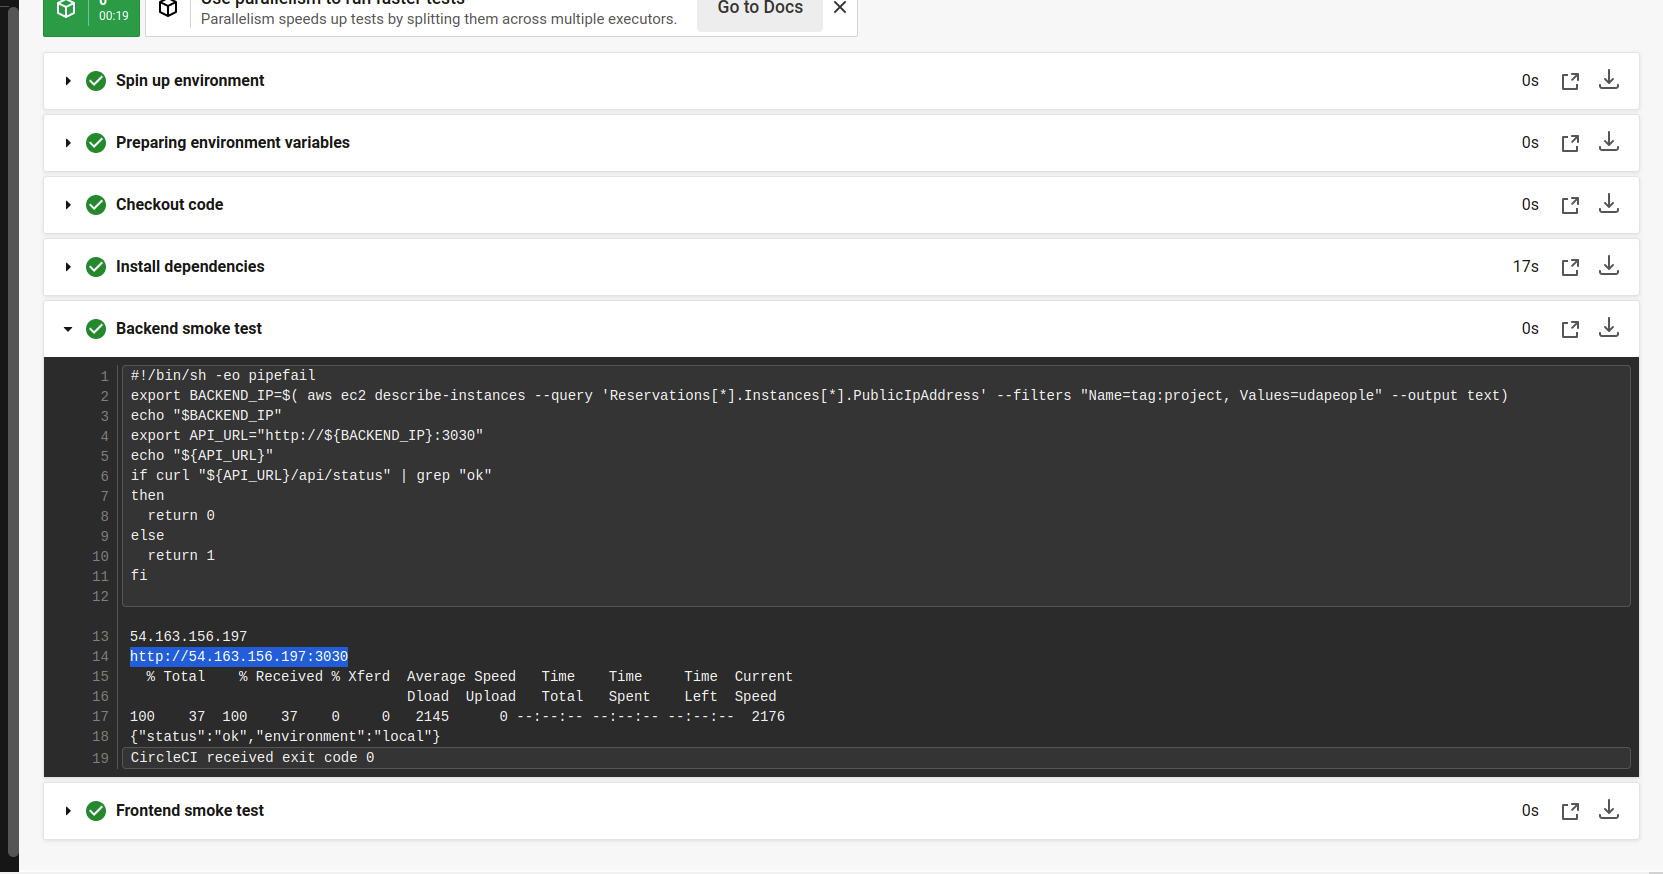 0
00:19
Use parallelism to run faster tests
Parallelism speeds up tests by splitting them across multiple executors.
Go to Docs
Spin up environment
0s
Preparing environment variables
0s
Checkout code
0s
Install dependencies
17s
Backend smoke test
0s
1 #!/bin/sh -eo pipefail
2 export BACKEND_IP=$( aws ec2 describe-instances --query 'Reservations[*].Instances[*].PublicIpAddress' --filters "Name=tag:project, Values=udapeople" --output text)
3 echo "$BACKEND_IP"
4 export API_URL="http://${BACKEND_IP}:3030"
5 echo "${API_URL}"
6 if curl "${API_URL}/api/status" | grep "ok"
7 then
8   return 0
9 else
10   return 1
11 fi
12
13 54.163.156.197
14 http://54.163.156.197:3030
15   % Total    % Received % Xferd  Average Speed   Time    Time     Time  Current
16                                  Dload  Upload   Total   Spent    Left  Speed
17 100    37  100    37    0     0   2145      0 --:--:-- --:--:-- --:--:--  2176
18 {"status":"ok","environment":"local"}
19 CircleCI received exit code 0
Frontend smoke test
0s